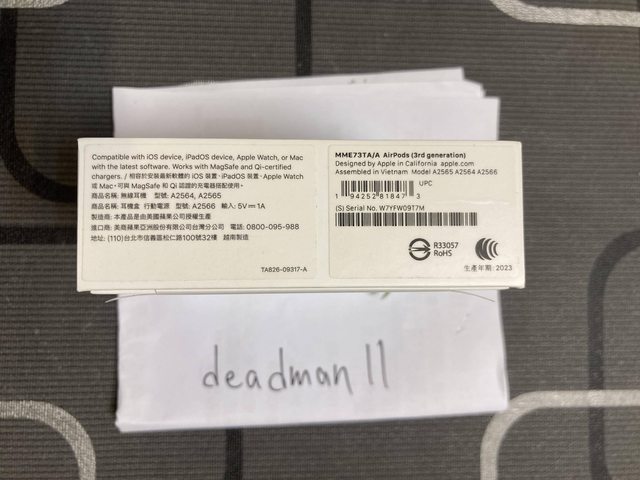 Compatible with iOS device, iPadOS device, Apple Watch, or Mac
with the latest software. Works with MagSafe and Qi-certified
chargers. / 相容於安裝最新軟體的 iOS 裝置、iPadOS 裝置、Apple Watch
或 Mac。可與 MagSafe 和 Qi 認證的充電器搭配使用。
商品名稱: 無線耳機 型號: A2564, A2565
商品名稱: 耳機盒 行動電源 型號: A2566 輸入: 5V⎓1A
製造商: 本產品是由美國蘋果公司授權生產
進口商: 美商蘋果亞洲股份有限公司台灣分公司 電話: 0800-095-988
地址: (110)台北市信義區松仁路100號32樓 越南製造
TA826-09317-A
MME73TA/A AirPods (3rd generation)
Designed by Apple in California apple.com
Assembled in Vietnam Model A2565 A2564 A2566
UPC
1 94252 81847 3
(S) Serial No. W7YFW09T7M
R33057
RoHS
生產年期: 2023
deadman11